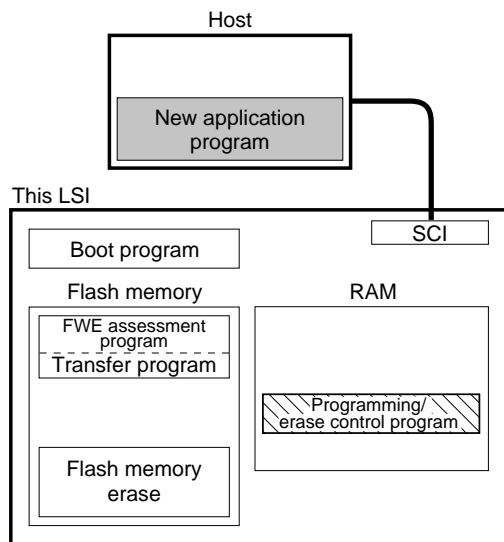 Host
New application
program
This LSI
SCI
Boot program
Flash memory
RAM
FWE assessment
program
Transfer program
Programming/
erase control program
Flash memory
erase